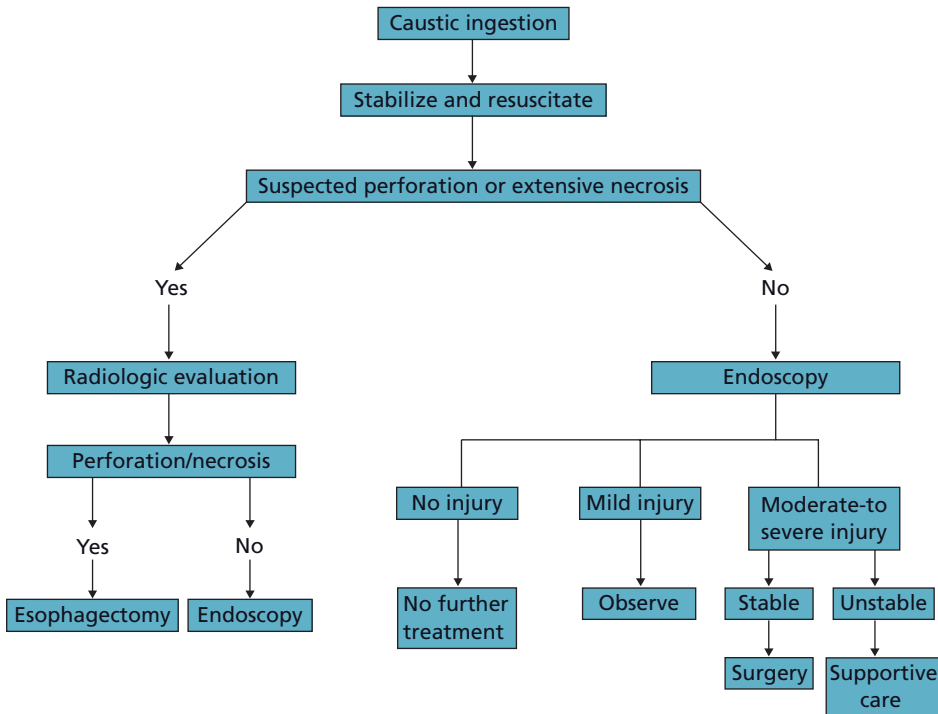 Caustic ingestion
Stabilize and resuscitate
Suspected perforation or extensive necrosis
Yes
No
Radiologic evaluation
Endoscopy
Perforation/necrosis
No injury
Mild injury
Moderate-to
severe injury
Yes
No
Esophagectomy
Endoscopy
No further
treatment
Observe
Stable
Unstable
Surgery
Supportive
care